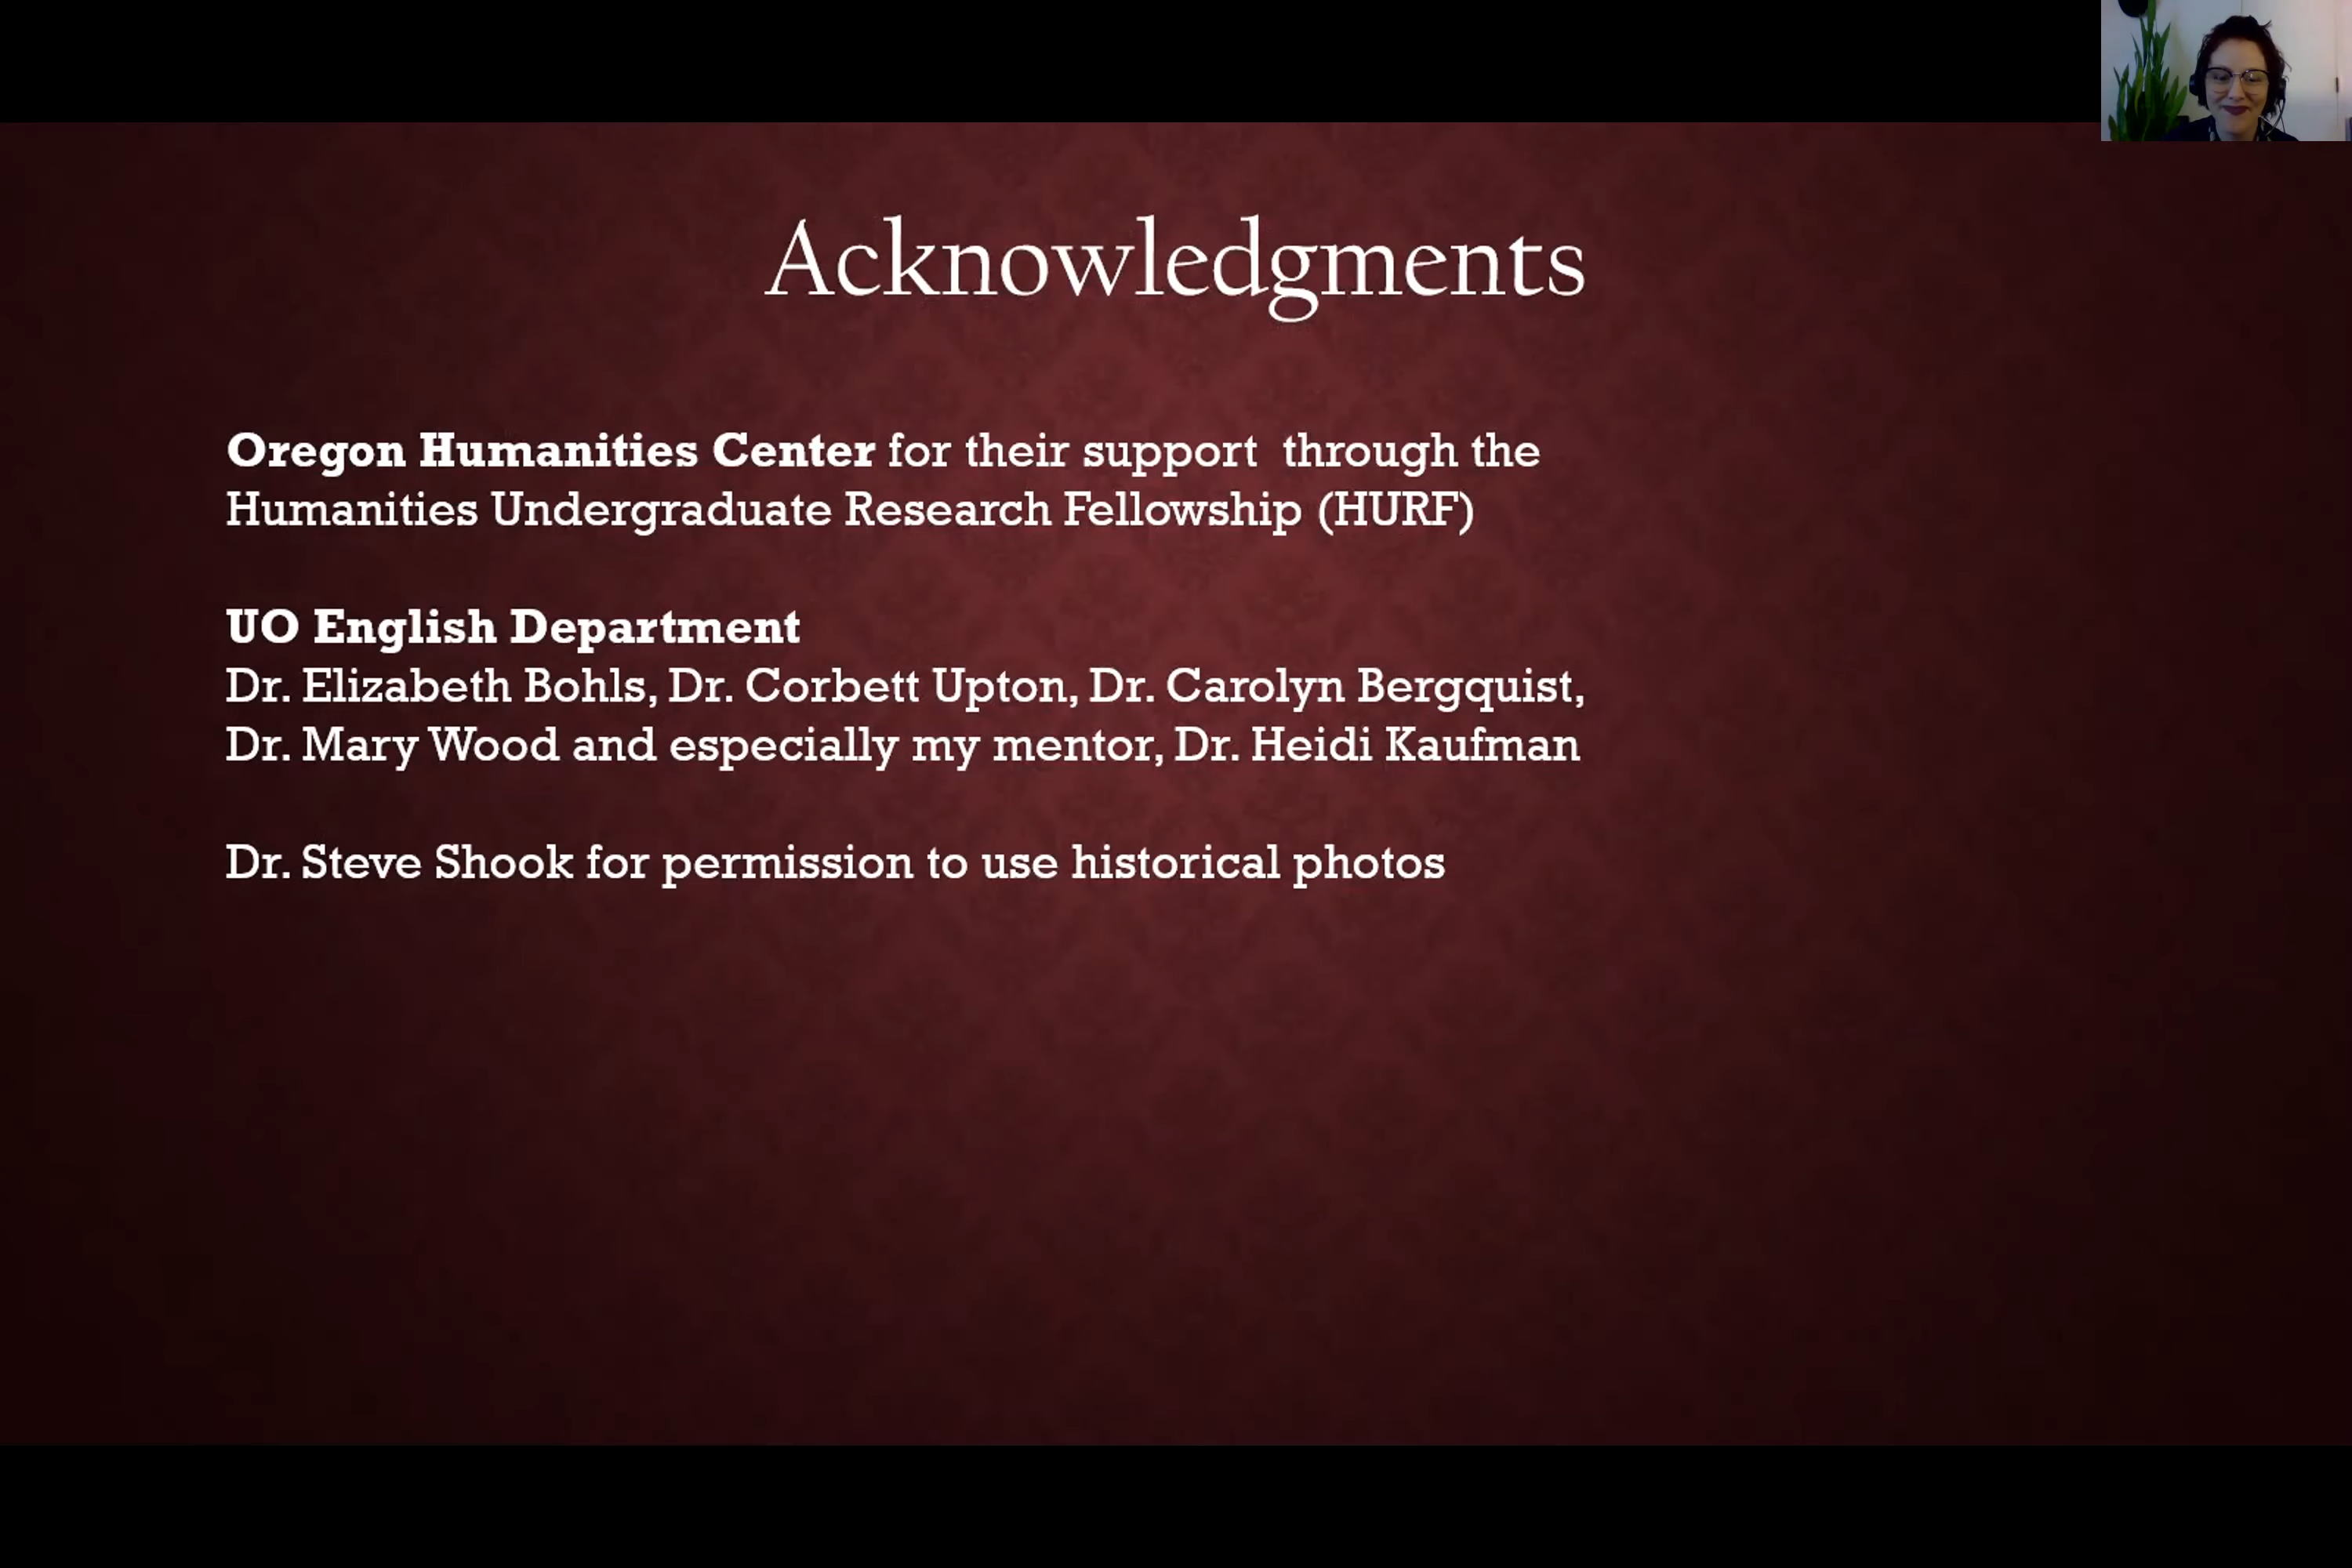 Acknowledgments
Oregon Humanities Center for their support  through the
Humanities Undergraduate Research Fellowship (HURF)
UO English Department
Dr. Elizabeth Bohls, Dr. Corbett Upton, Dr. Carolyn Bergquist,
Dr. Mary Wood and especially my mentor, Dr. Heidi Kaufman
Dr. Steve Shook for permission to use historical photos